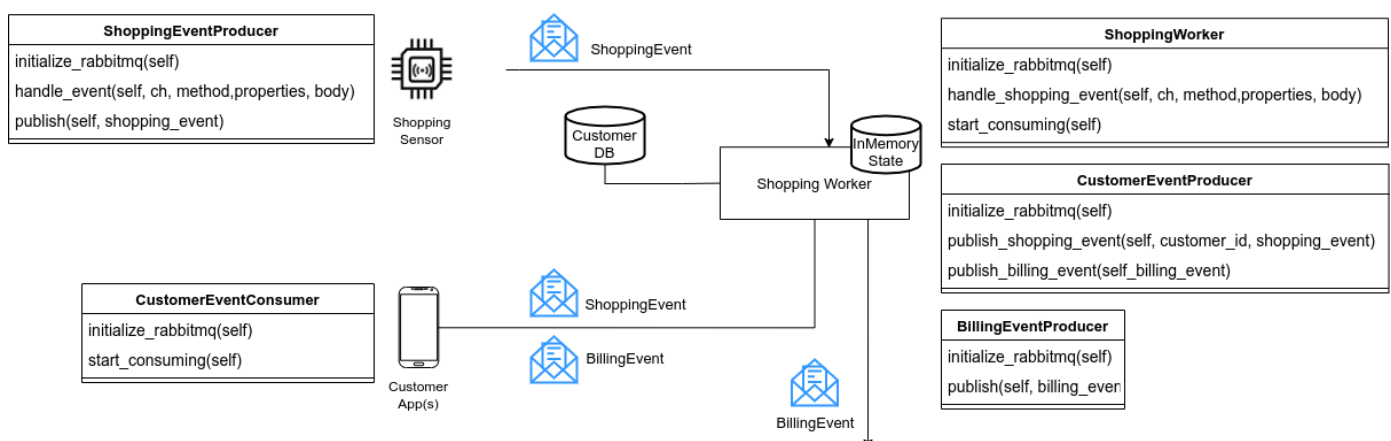 ShoppingEventProducer
initialize_rabbitmq(self)
handle_event(self, ch, method,properties, body)
publish(self, shopping_event)
Shopping
Sensor
ShoppingEvent
Customer
DB
InMemory
State
Shopping Worker
ShoppingWorker
initialize_rabbitmq(self)
handle_shopping_event(self, ch, method,properties, body)
start_consuming(self)
CustomerEventProducer
initialize_rabbitmq(self)
publish_shopping_event(self, customer_id, shopping_event)
publish_billing_event(self_billing_event)
CustomerEventConsumer
initialize_rabbitmq(self)
start_consuming(self)
Customer
App(s)
ShoppingEvent
BillingEvent
BillingEvent
BillingEventProducer
initialize_rabbitmq(self)
publish(self, billing_even